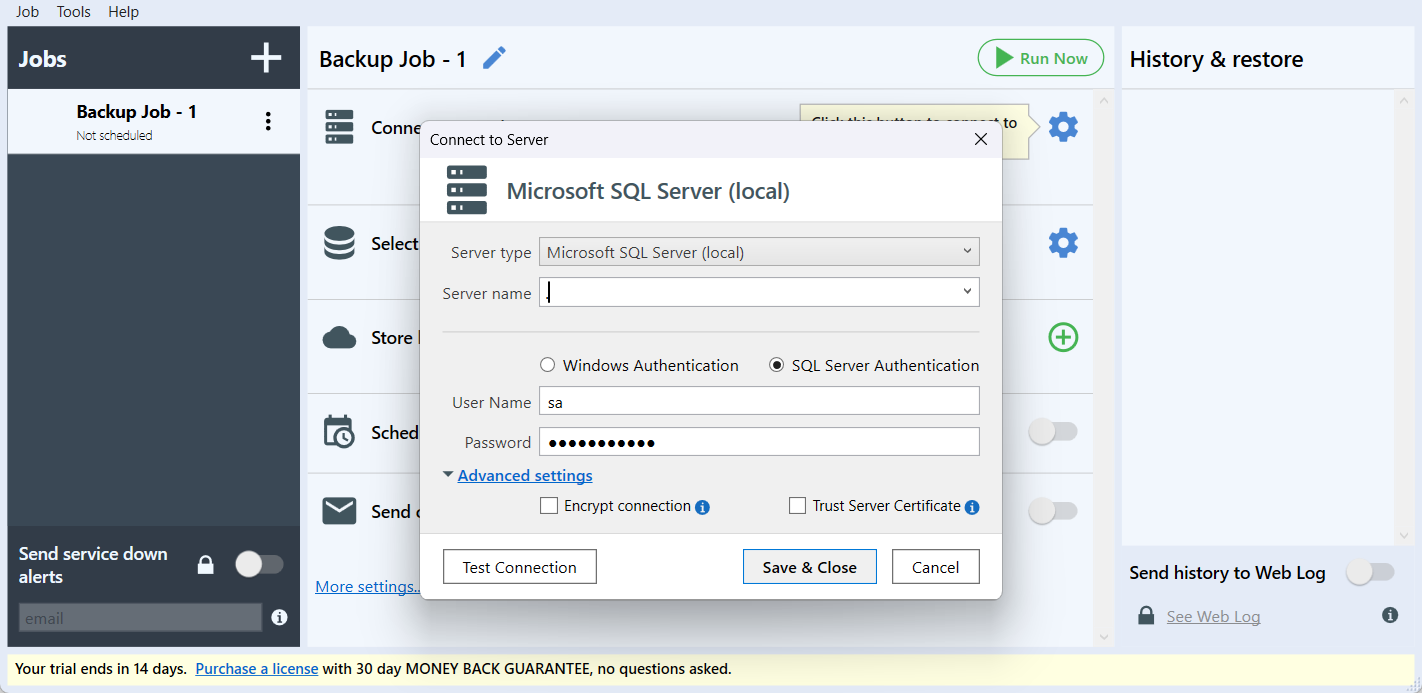 Job Tools Help
Jobs
Backup Job - 1
Not scheduled
Send service down
alerts
email
Backup Job - 1
Run Now
Conne
Click this button to connect to
Select
Store
Sched
Send
More settings..
Connect to Server
Microsoft SQL Server (local)
Server type Microsoft SQL Server (local)
Server name .
Windows Authentication SQL Server Authentication
User Name sa
Password ●●●●●●●●●●●
Advanced settings
Encrypt connection Trust Server Certificate
Test Connection Save & Close Cancel
History & restore
Send history to Web Log
See Web Log
Your trial ends in 14 days. Purchase a license with 30 day MONEY BACK GUARANTEE, no questions asked.